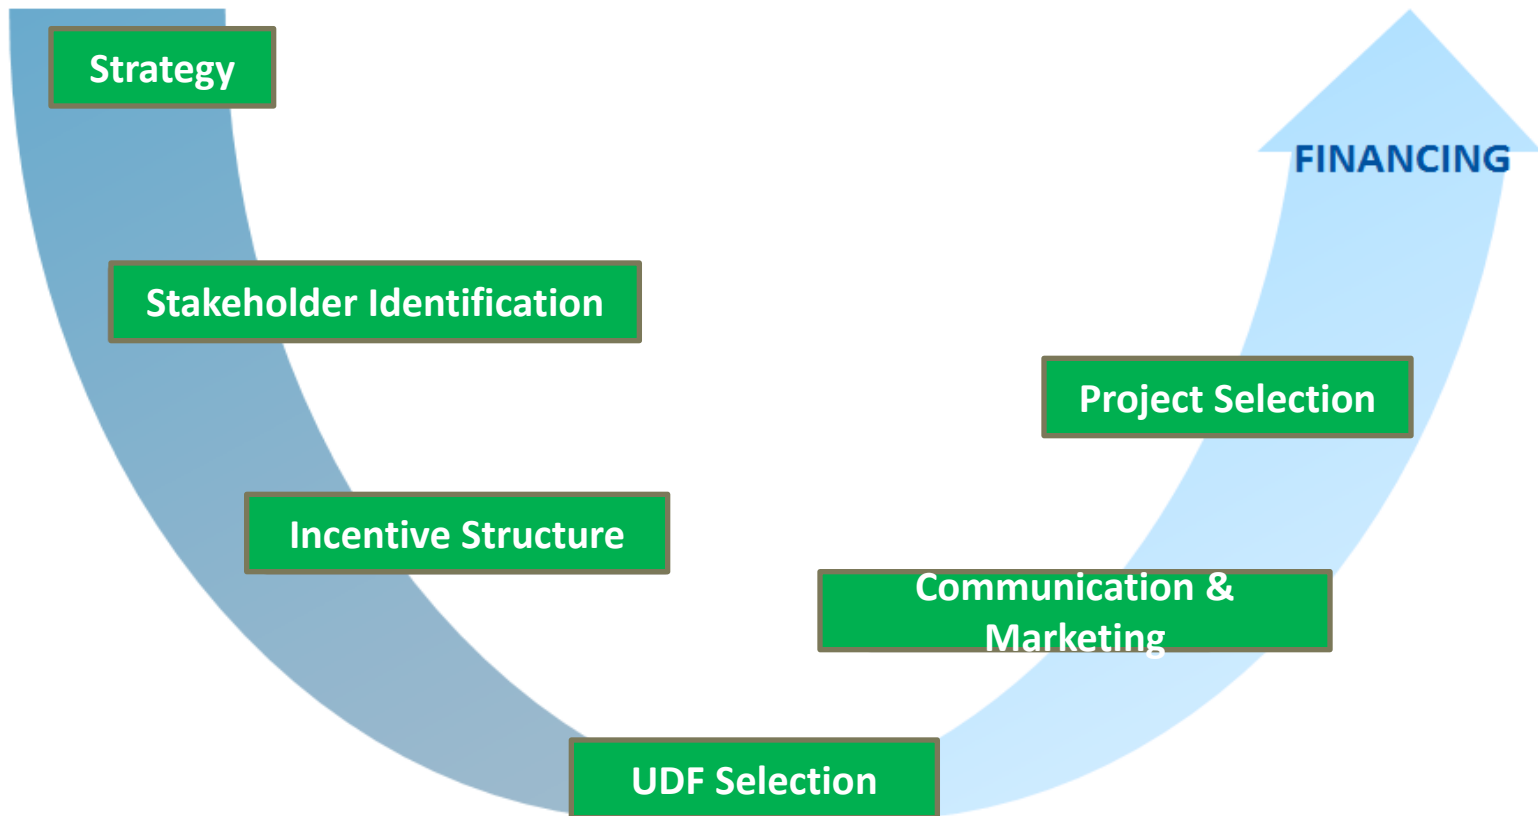 Strategy
FINANCING
Stakeholder Identification
Project Selection
Incentive Structure
Communication &
Marketing
UDF Selection